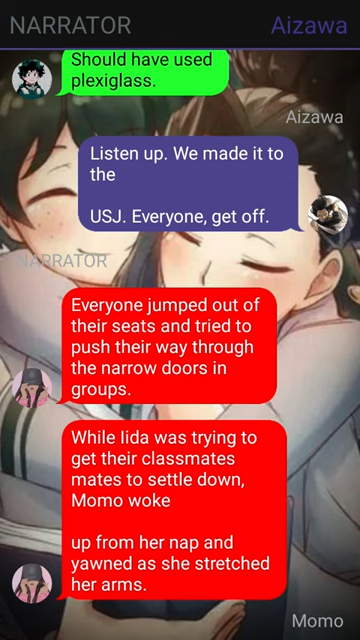 NARRATOR
Aizawa
Should have used
plexiglass.
Aizawa
Listen up. We made it to
the
USJ. Everyone, get off.
NARRATOR
Everyone jumped out of
their seats and tried to
push their way through
the narrow doors in
groups.
While Iida was trying to
get their classmates
mates to settle down,
Momo woke
up from her nap and
yawned as she stretched
her arms.
Momo